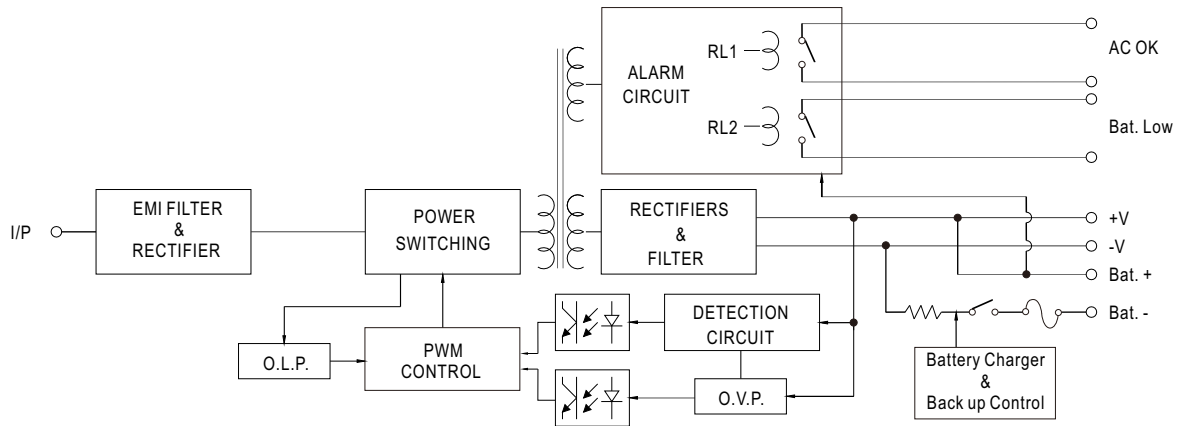 ALARM
CIRCUIT
RL1
RL2
AC OK
Bat. Low
I/P
EMI FILTER
&
RECTIFIER
POWER
SWITCHING
RECTIFIERS
&
FILTER
+V
-V
Bat. +
Bat. -
O.L.P.
PWM
CONTROL
DETECTION
CIRCUIT
O.V.P.
Battery Charger
&
Back up Control